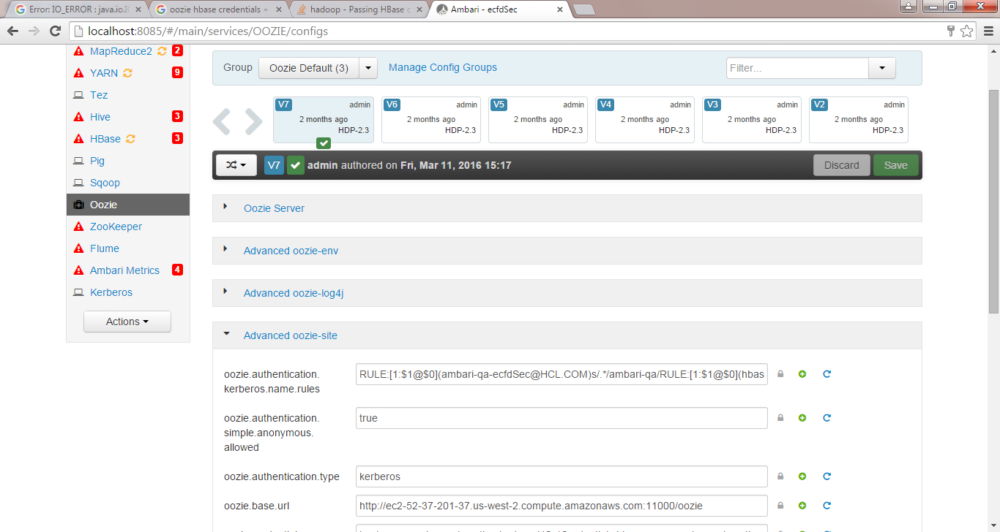 Error: IO_ERROR : java.io.IC
oozie hbase credentials +
hadoop - Passing HBase c
Ambari - ecfdSec
localhost:8085/#/main/services/OOZIE/configs
MapReduce2 2
YARN 9
Tez
Hive 3
HBase 3
Pig
Sqoop
Oozie
ZooKeeper
Flume
Ambari Metrics 4
Kerberos
Actions
Group Oozie Default (3) Manage Config Groups Filter...
V7 admin
2 months ago
HDP-2.3
V6 admin
2 months ago
HDP-2.3
V5 admin
2 months ago
HDP-2.3
V4 admin
2 months ago
HDP-2.3
V3 admin
2 months ago
HDP-2.3
V2 admin
2 months ago
HDP-2.3
V7 admin authored on Fri, Mar 11, 2016 15:17 Discard Save
Oozie Server
Advanced oozie-env
Advanced oozie-log4j
Advanced oozie-site
oozie.authentication.
kerberos.name.rules
RULE:[1:$1@$0](ambari-qa-ecfdSec@HCL.COM)s/.*/ambari-qa/RULE:[1:$1@$0](hbas
oozie.authentication.
simple.anonymous.
allowed
true
oozie.authentication.type kerberos
oozie.base.url http://ec2-52-37-201-37.us-west-2.compute.amazonaws.com:11000/oozie